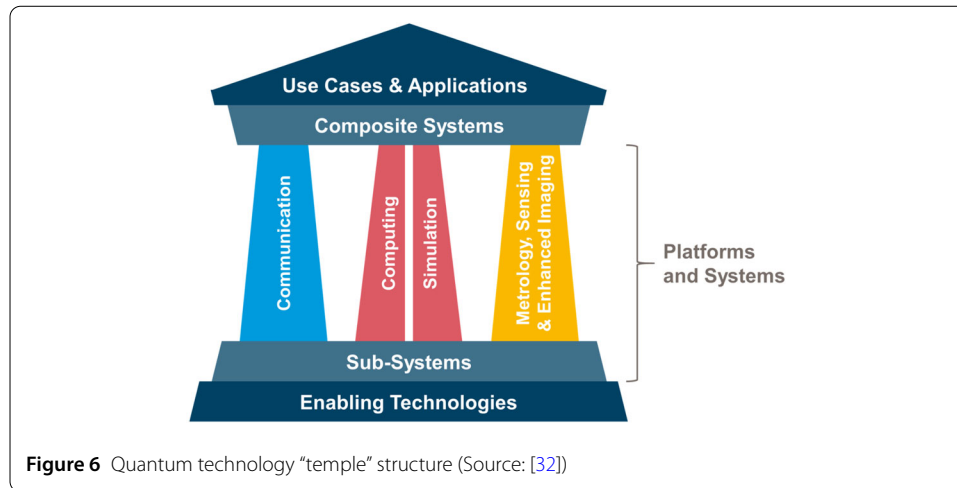 Use Cases & Applications
Composite Systems
Communication
Computing
Simulation
Metrology, Sensing
& Enhanced Imaging
Platforms
and Systems
Sub-Systems
Enabling Technologies
Figure 6 Quantum technology “temple” structure (Source: [32])